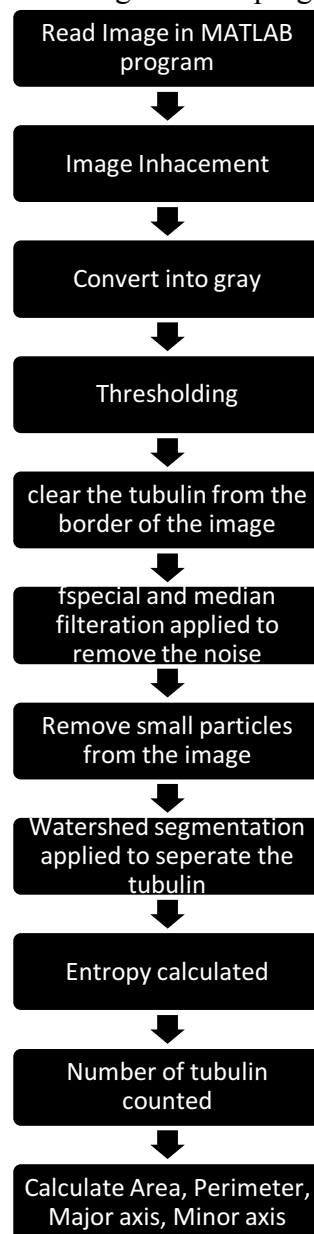 Read Image in MATLAB
program
Image Inhacement
Convert into gray
Thresholding
clear the tubulin from the
border of the image
fspecial and median
filteration applied to
remove the noise
Remove small particles
from the image
Watershed segmentation
applied to seperate the
tubulin
Entropy calculated
Number of tubulin
counted
Calculate Area, Perimeter,
Major axis, Minor axis